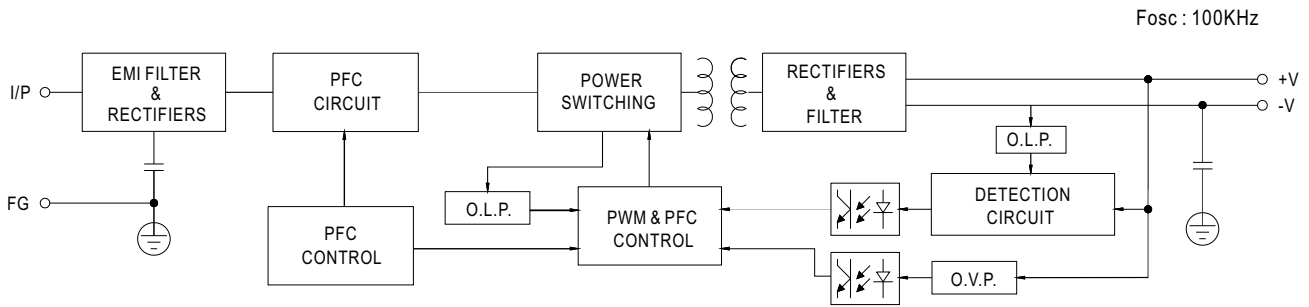 Fosc : 100KHz
I/P
EMI FILTER
&
RECTIFIERS
PFC
CIRCUIT
POWER
SWITCHING
RECTIFIERS
&
FILTER
+V
-V
O.L.P.
FG
O.L.P.
DETECTION
CIRCUIT
PFC
CONTROL
PWM & PFC
CONTROL
O.V.P.